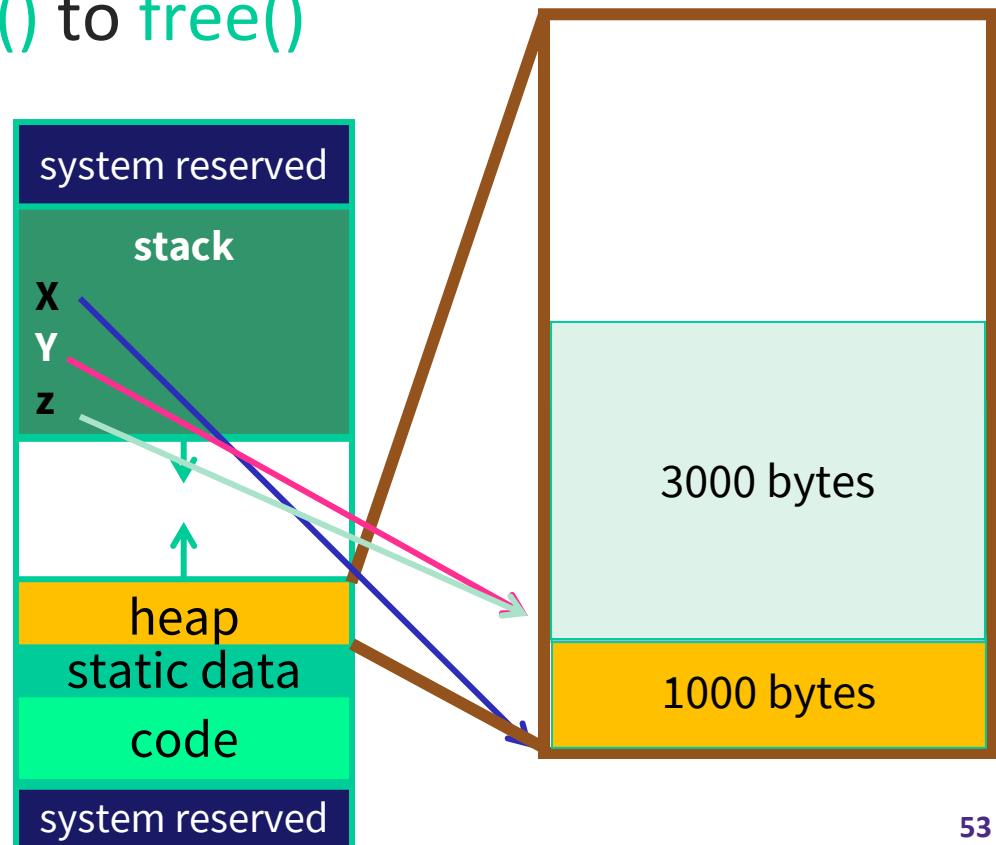 () to free()
system reserved
stack
X
Y
z
heap
static data
code
system reserved
3000 bytes
1000 bytes
53